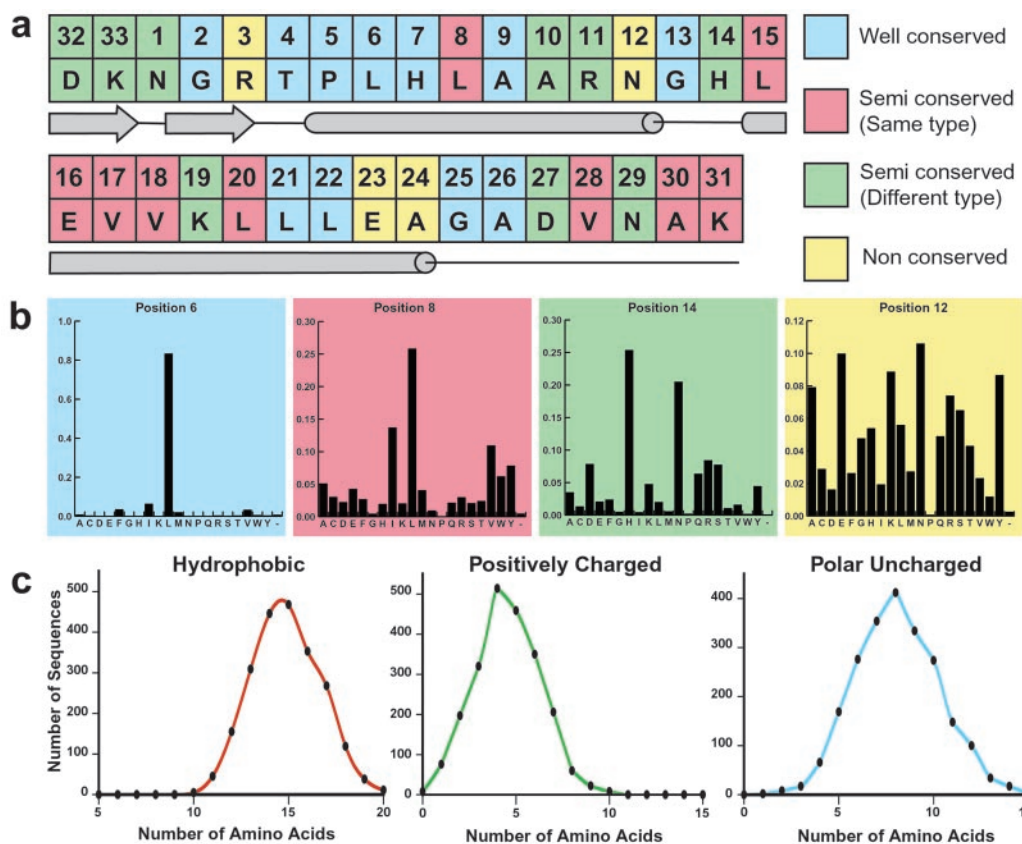 a
32 33 1 2 3 4 5 6 7 8 9 10 11 12 13 14 15
D K N G R T P L H L A A R N G H L
16 17 18 19 20 21 22 23 24 25 26 27 28 29 30 31
E V V K L L L E A G A D V N A K
Well conserved
Semi conserved
(Same type)
Semi conserved
(Different type)
Non conserved
b
Position 6
1.0
0.8
0.6
0.4
0.2
0.0
A C D E F G H I K L M N P Q R S T V W Y -
Position 8
0.30
0.25
0.20
0.15
0.10
0.05
0.00
A C D E F G H I K L M N P Q R S T V W Y -
Position 14
0.30
0.25
0.20
0.15
0.10
0.05
0.00
A C D E F G H I K L M N P Q R S T V W Y -
Position 12
0.12
0.10
0.08
0.06
0.04
0.02
0.00
A C D E F G H I K L M N P Q R S T V W Y -
c
Hydrophobic
Number of Sequences
500
400
300
200
100
0
5 10 15 20
Number of Amino Acids
Positively Charged
500
400
300
200
100
0
0 5 10 15
Number of Amino Acids
Polar Uncharged
400
300
200
100
0
0 5 10
Number of Amino Acids